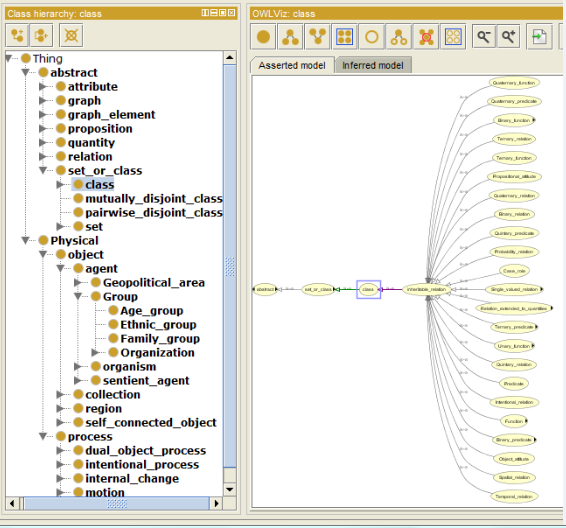 Class hierarchy: class
Thing
abstract
attribute
graph
graph_element
proposition
quantity
relation
set_or_class
class
mutually_disjoint_class
pairwise_disjoint_class
set
Physical
object
agent
Geopolitical_area
Group
Age_group
Ethnic_group
Family_group
Organization
organism
sentient_agent
collection
region
self_connected_object
process
dual_object_process
intentional_process
internal_change
motion
OWLViz: class
Asserted model
Inferred model
Quaternary_function
Quaternary_predicate
Binary_function
Ternary_relation
Ternary_function
Propositional_attitude
Quaternary_relation
Binary_relation
Quintary_predicate
Probability_relation
Case_role
abstract
set_or_class
class
inheritable_relation
Single_valued_relation
Relation_extended_to_quantities
Ternary_predicate
Unary_function
Quintary_relation
Predicate
Intentional_relation
Function
Binary_predicate
Object_attitude
Spatial_relation
Temporal_relation